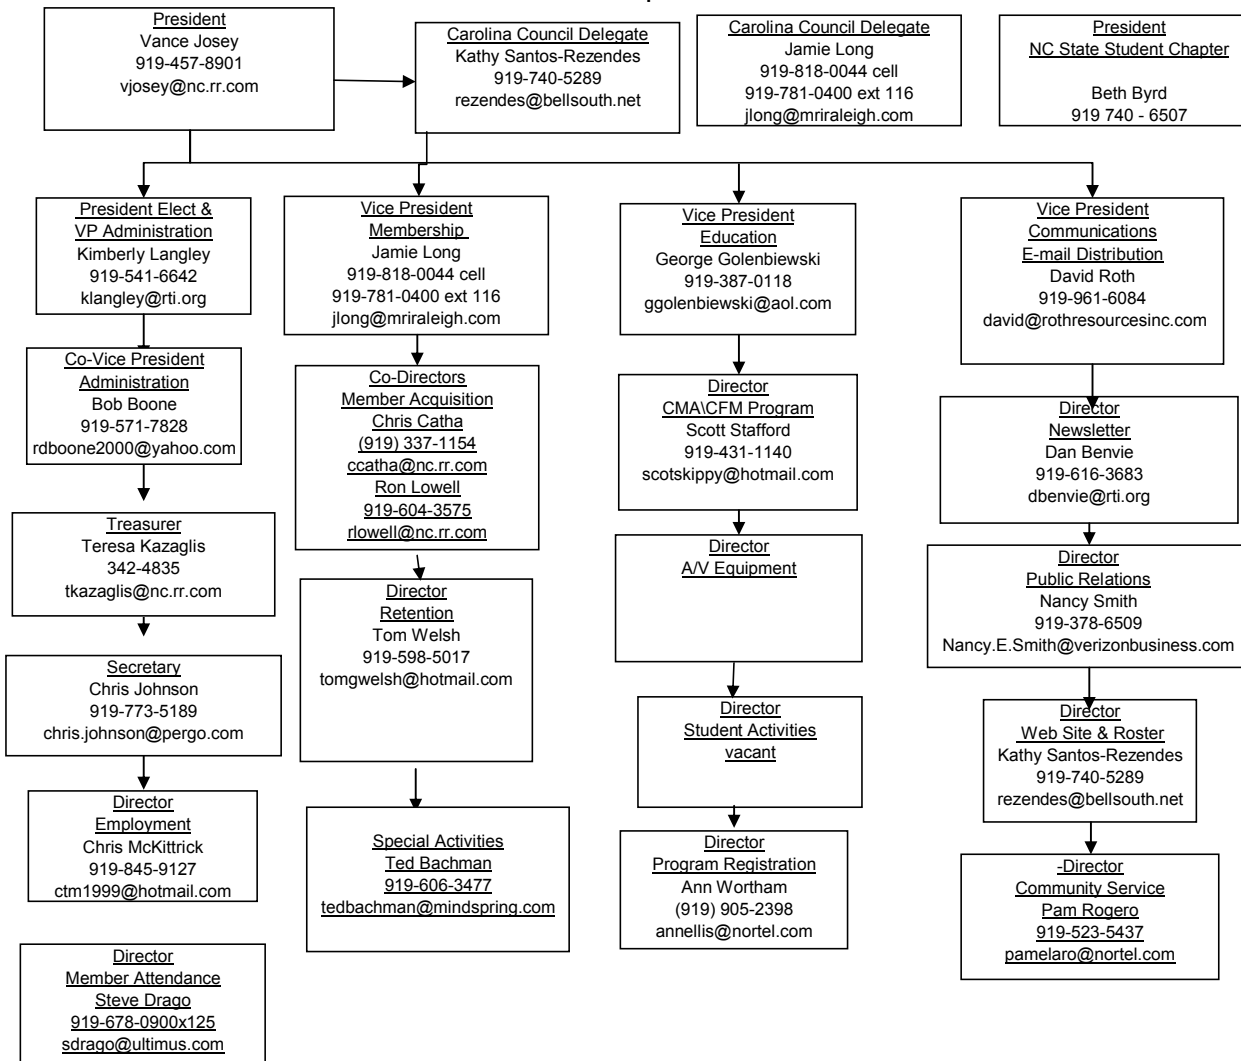 President
Vance Josey
919-457-8901
vjosey@nc.rr.com
Carolina Council Delegate
Kathy Santos-Rezendes
919-740-5289
rezendes@bellsouth.net
Carolina Council Delegate
Jamie Long
919-818-0044 cell
919-781-0400 ext 116
jlong@mriraleigh.com
President
NC State Student Chapter
Beth Byrd
919 740 - 6507
President Elect &
VP Administration
Kimberly Langley
919-541-6642
klangley@rti.org
Vice President
Membership
Jamie Long
919-818-0044 cell
919-781-0400 ext 116
jlong@mriraleigh.com
Vice President
Education
George Golenbiewski
919-387-0118
ggolenbiewski@aol.com
Vice President
Communications
E-mail Distribution
David Roth
919-961-6084
david@rothresourcesinc.com
Co-Vice President
Administration
Bob Boone
919-571-7828
rdboone2000@yahoo.com
Co-Directors
Member Acquisition
Chris Catha
(919) 337-1154
ccatha@nc.rr.com
Ron Lowell
919-604-3575
rlowell@nc.rr.com
Director
CMA\CFM Program
Scott Stafford
919-431-1140
scotskippy@hotmail.com
Director
Newsletter
Dan Benvie
919-616-3683
dbenvie@rti.org
Treasurer
Teresa Kazaglis
342-4835
tkazaglis@nc.rr.com
Director
Retention
Tom Welsh
919-598-5017
tomgwelsh@hotmail.com
Director
A/V Equipment
Director
Public Relations
Nancy Smith
919-378-6509
Nancy.E.Smith@verizonbusiness.com
Secretary
Chris Johnson
919-773-5189
chris.johnson@pergo.com
Director
Student Activities
vacant
Director
Web Site & Roster
Kathy Santos-Rezendes
919-740-5289
rezendes@bellsouth.net
Director
Employment
Chris McKittrick
919-845-9127
ctm1999@hotmail.com
Special Activities
Ted Bachman
919-606-3477
tedbachman@mindspring.com
Director
Program Registration
Ann Wortham
(919) 905-2398
annellis@nortel.com
-Director
Community Service
Pam Rogero
919-523-5437
pamelaro@nortel.com
Director
Member Attendance
Steve Drago
919-678-0900x125
sdrago@ultimus.com